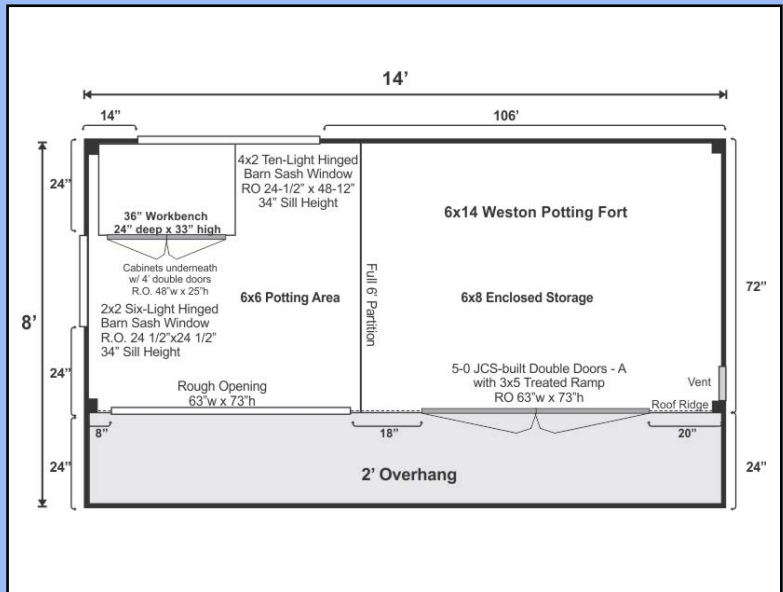 14’
14”
106’
24”
4x2 Ten-Light Hinged
Barn Sash Window
RO 24-1/2” x 48-12”
34” Sill Height
36” Workbench
24” deep x 33” high
6x14 Weston Potting Fort
Cabinets underneath
w/ 4’ double doors
R.O. 48”w x 25”h
Full 6’ Partition
72”
6x6 Potting Area
6x8 Enclosed Storage
2x2 Six-Light Hinged
Barn Sash Window
R.O. 24 1/2”x24 1/2”
34” Sill Height
8’
24”
5-0 JCS-built Double Doors - A
with 3x5 Treated Ramp
RO 63”w x 73”h
Vent
Rough Opening
63”w x 73”h
Roof Ridge
8”
18”
20”
24”
2’ Overhang
24”